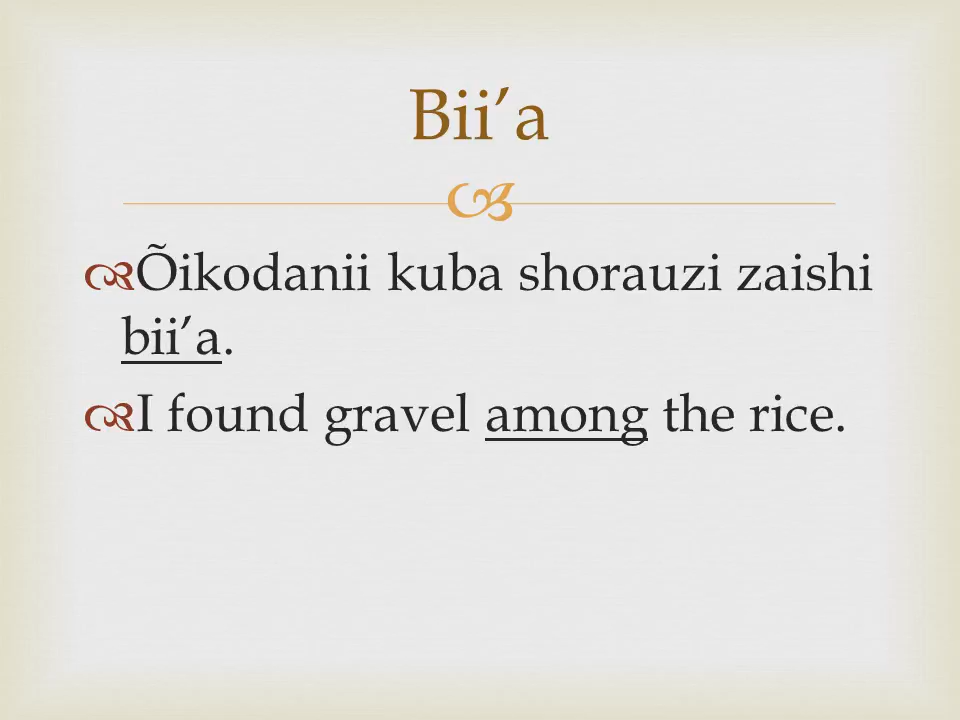 Bii’a
Õikodanii kuba shorauzi zaishi
bii’a.
I found gravel among the rice.